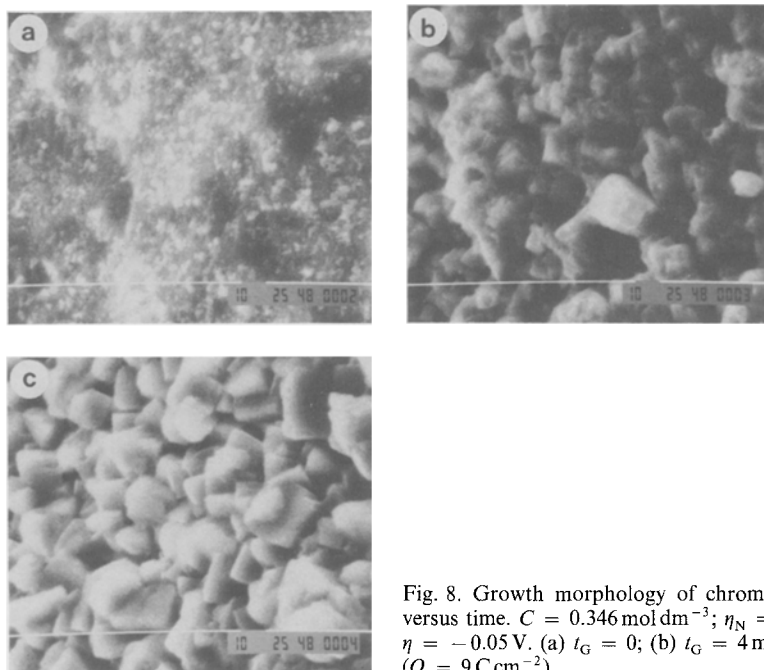 a
10 25 48 0002
b
10 25 48 0003
c
10 25 48 0004
Fig. 8. Growth morphology of chrom
versus time. C = 0.346 mol dm⁻³; η_N =
η = −0.05 V. (a) t_G = 0; (b) t_G = 4 m
(Q = 9 C cm⁻²)